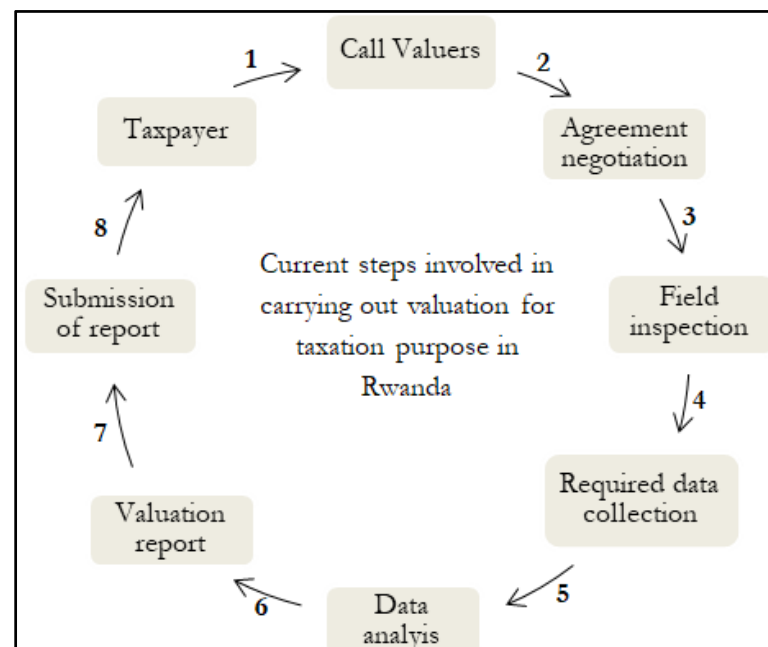 1
Call Valuers
2
Agreement
negotiation
3
Field
inspection
4
Required data
collection
5
Data
analyis
6
Valuation
report
7
Submission
of report
8
Taxpayer
Current steps involved in
carrying out valuation for
taxation purpose in
Rwanda